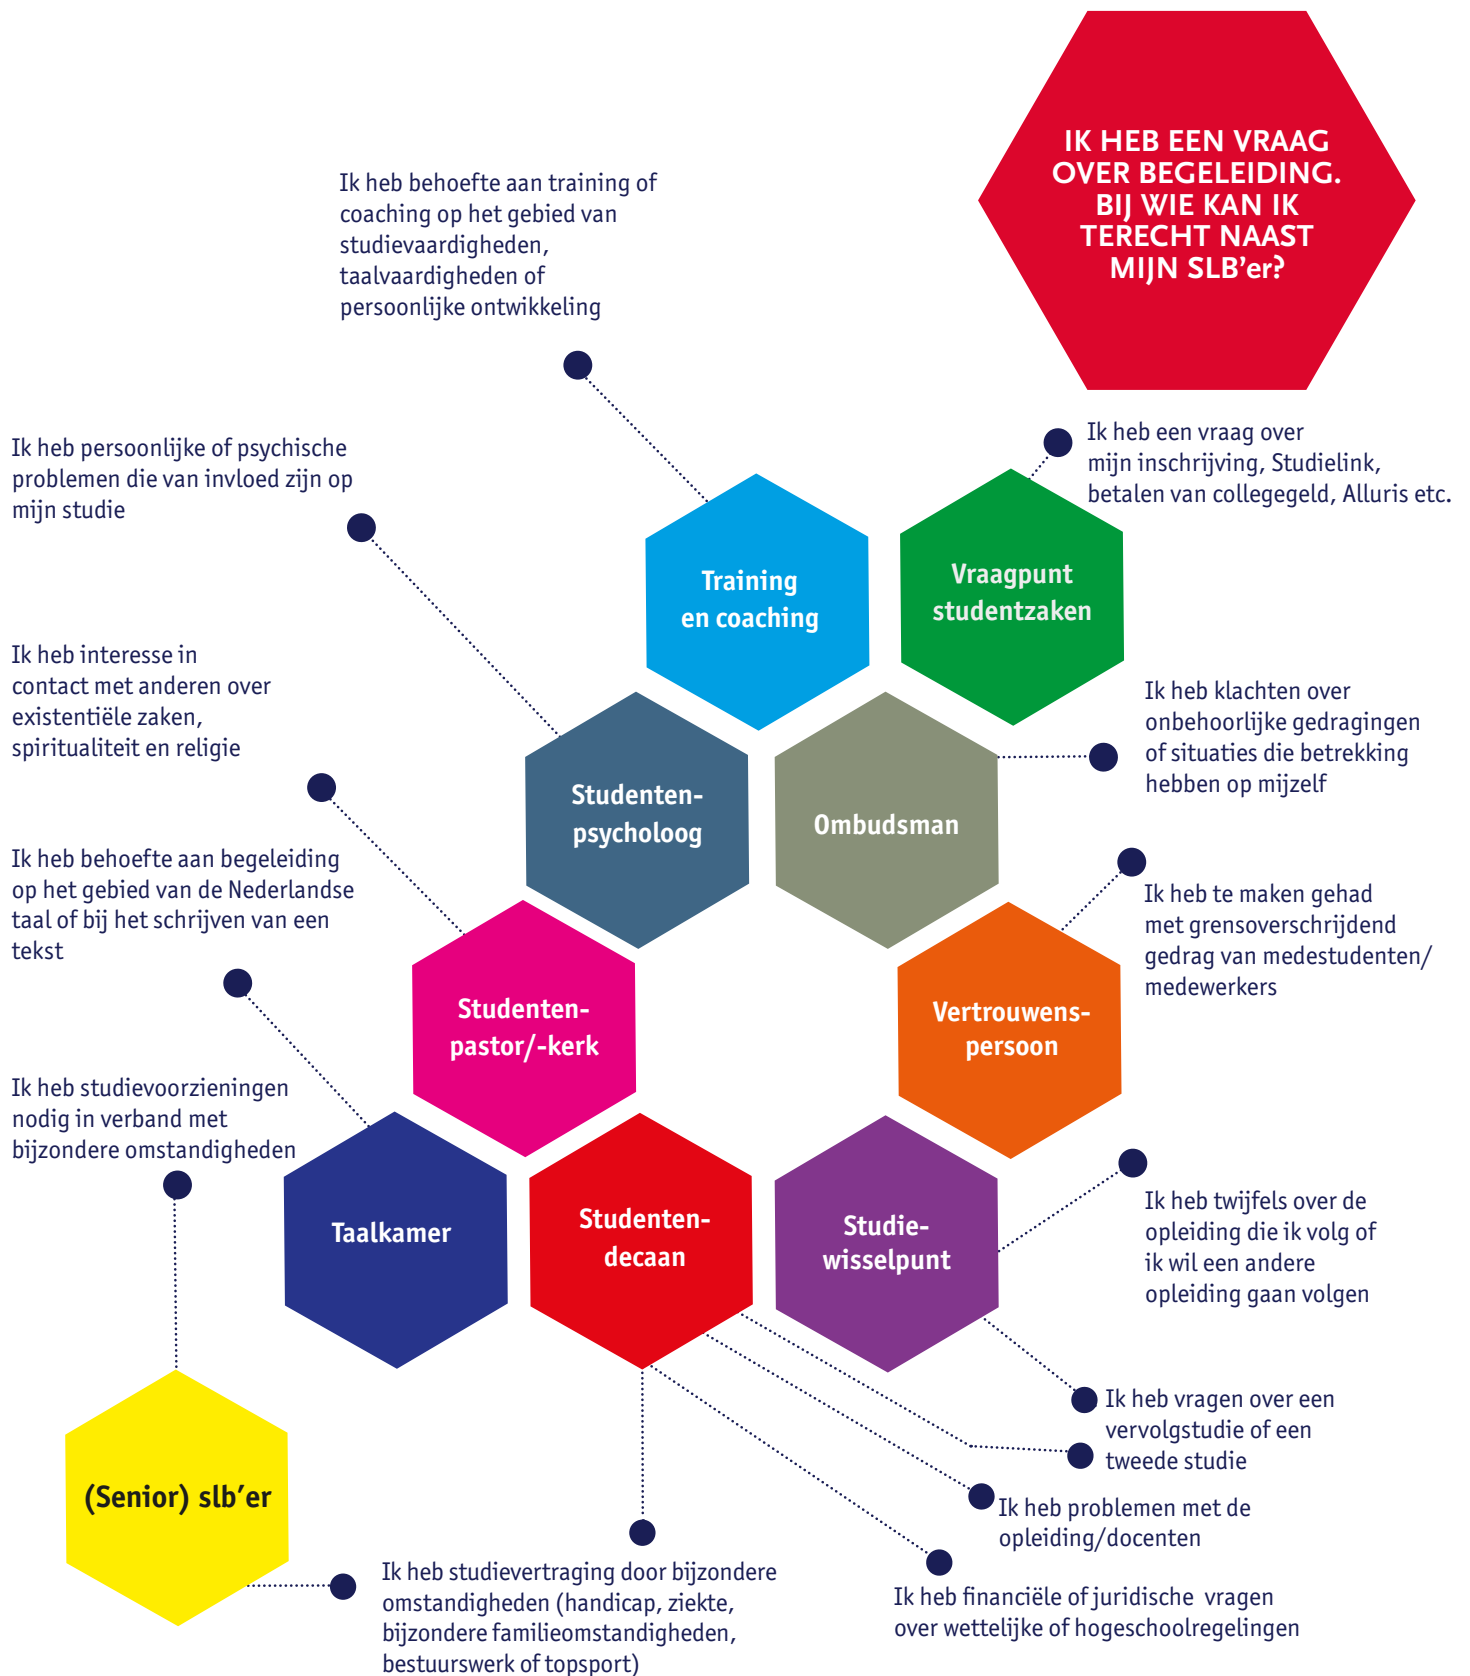 IK HEB EEN VRAAG
OVER BEGELEIDING.
BIJ WIE KAN IK
TERECHT NAAST
MIJN SLB'er?
Ik heb behoefte aan training of
coaching op het gebied van
studievaardigheden,
taalvaardigheden of
persoonlijke ontwikkeling
Ik heb een vraag over
mijn inschrijving, Studielink,
betalen van collegegeld, Alluris etc.
Ik heb persoonlijke of psychische
problemen die van invloed zijn op
mijn studie
Training
en coaching
Vraagpunt
studentzaken
Ik heb interesse in
contact met anderen over
existentiële zaken,
spiritualiteit en religie
Ik heb klachten over
onbehoorlijke gedragingen
of situaties die betrekking
hebben op mijzelf
Studenten-
psycholoog
Ombudsman
Ik heb behoefte aan begeleiding
op het gebied van de Nederlandse
taal of bij het schrijven van een
tekst
Ik heb te maken gehad
met grensoverschrijdend
gedrag van medestudenten/
medewerkers
Studenten-
pastor/-kerk
Vertrouwens-
persoon
Ik heb studievoorzieningen
nodig in verband met
bijzondere omstandigheden
Taalkamer
Studenten-
decaan
Studie-
wisselpunt
Ik heb twijfels over de
opleiding die ik volg of
ik wil een andere
opleiding gaan volgen
Ik heb vragen over een
vervolgstudie of een
tweede studie
(Senior) slb'er
Ik heb problemen met de
opleiding/docenten
Ik heb studievertraging door bijzondere
omstandigheden (handicap, ziekte,
bijzondere familieomstandigheden,
bestuurswerk of topsport)
Ik heb financiële of juridische vragen
over wettelijke of hogeschoolregelingen